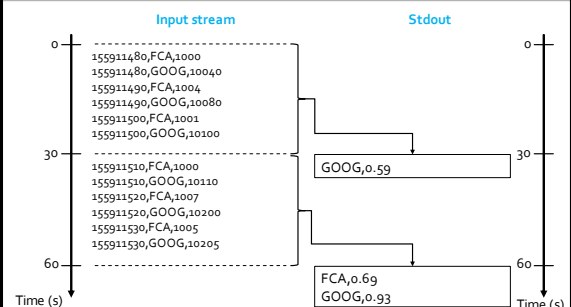 Input stream
Stdout
0
155911480,FCA,1000
155911480,GOOG,10040
155911490,FCA,1004
155911490,GOOG,10080
155911500,FCA,1001
155911500,GOOG,10100
0
30
155911510,FCA,1000
155911510,GOOG,10110
155911520,FCA,1007
155911520,GOOG,10200
155911530,FCA,1005
155911530,GOOG,10205
GOOG,0.59
30
60
FCA,0.69
GOOG,0.93
60
Time (s)
Time (s)